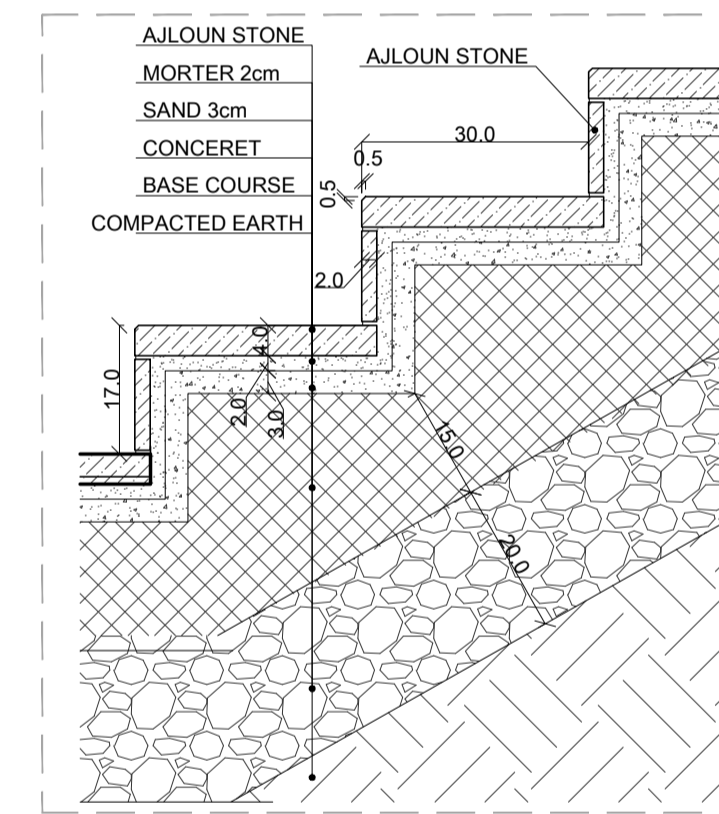 AJLOUN STONE
MORTER 2cm
SAND 3cm
CONCERET
BASE COURSE
COMPACTED EARTH
AJLOUN STONE
30.0
0.5
0.5
2.0
4.0
17.0
2.0
3.0
15.0
20.0